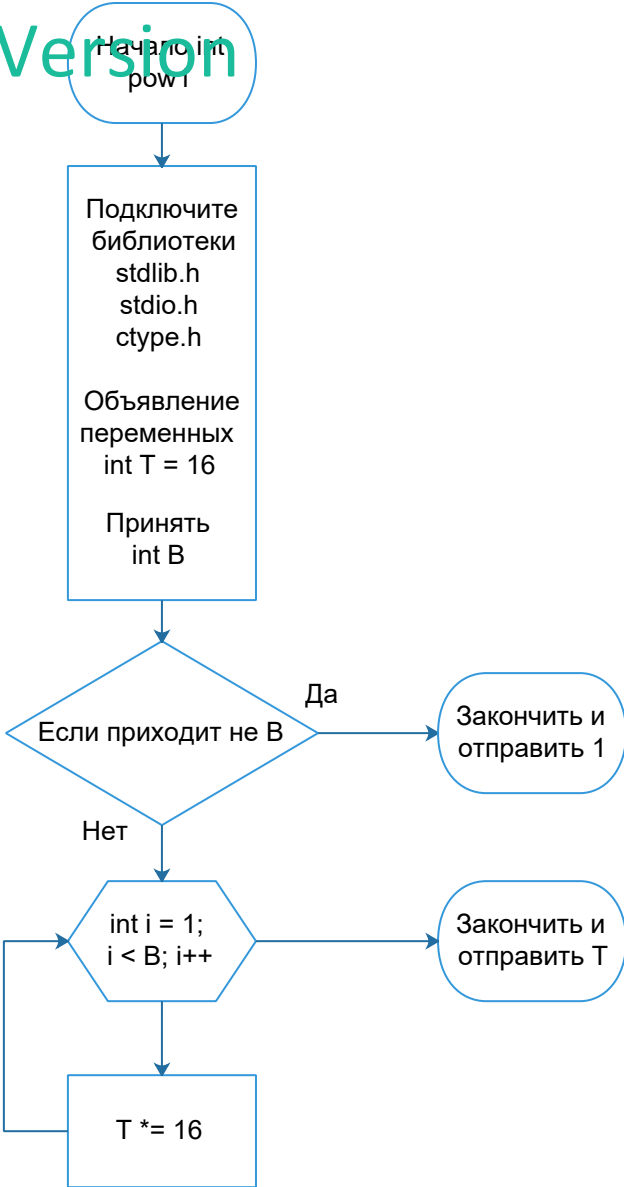 Version
Начало int
pow i
Подключите
библиотеки
stdlib.h
stdio.h
ctype.h
Объявление
переменных
int T = 16
Принять
int B
Если приходит не B
Да
Закончить и
отправить 1
Нет
int i = 1;
i < B; i++
Закончить и
отправить T
T *= 16